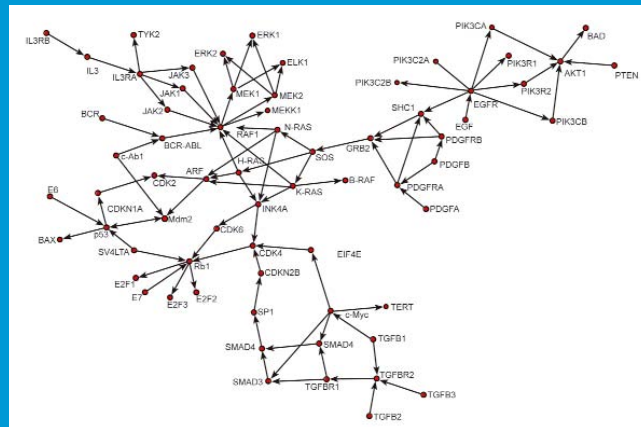 IL3RB
TYK2
ERK1
PIK3CA
BAD
ERK2
IL3
IL3RA
JAK3
ELK1
PIK3C2A
PIK3R1
AKT1
PTEN
JAK1
MEK1
MEK2
PIK3C2B
PIK3R2
JAK2
MEKK1
EGFR
BCR
RAF1
N-RAS
SHC1
EGF
PIK3CB
BCR-ABL
GRB2
PDGFRB
c-Ab1
H-RAS
SOS
ARF
PDGFB
CDK2
K-RAS
B-RAF
PDGFRA
E6
CDKN1A
INK4A
PDGFA
Mdm2
p53
CDK6
BAX
SV4LTA
CDK4
EIF4E
Rb1
CDKN2B
E2F1
E7
E2F3
E2F2
SP1
TERT
c-Myc
TGFB1
SMAD4
SMAD4
SMAD3
TGFBR1
TGFBR2
TGFB3
TGFB2